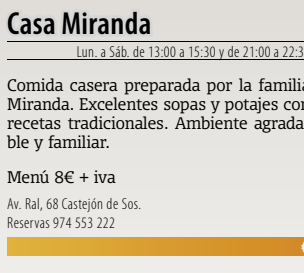 Casa Miranda
Lun. a Sáb. de 13:00 a 15:30 y de 21:00 a 22:3
Comida casera preparada por la familia
Miranda. Excelentes sopas y potajes con
recetas tradicionales. Ambiente agrada-
ble y familiar.
Menú 8€ + iva
Av. Ral, 68 Castejón de Sos.
Reservas 974 553 222